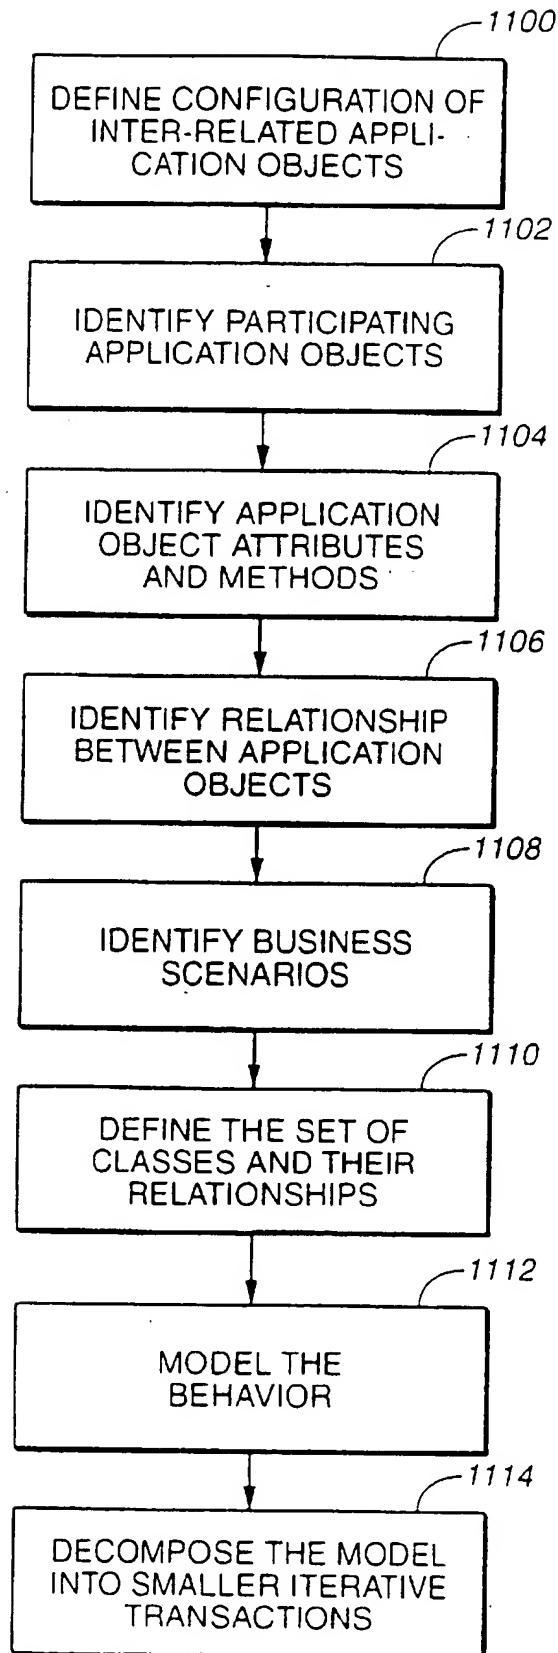 1100
DEFINE CONFIGURATION OF
INTER-RELATED APPLI-
CATION OBJECTS
1102
IDENTIFY PARTICIPATING
APPLICATION OBJECTS
1104
IDENTIFY APPLICATION
OBJECT ATTRIBUTES
AND METHODS
1106
IDENTIFY RELATIONSHIP
BETWEEN APPLICATION
OBJECTS
1108
IDENTIFY BUSINESS
SCENARIOS
1110
DEFINE THE SET OF
CLASSES AND THEIR
RELATIONSHIPS
1112
MODEL THE
BEHAVIOR
1114
DECOMPOSE THE MODEL
INTO SMALLER ITERATIVE
TRANSACTIONS